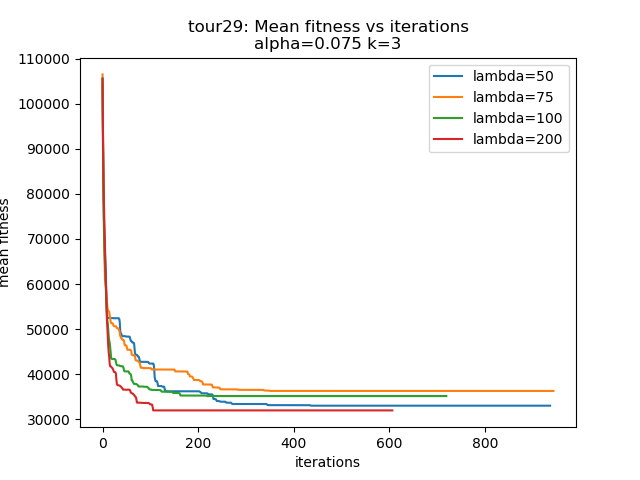 tour29: Mean fitness vs iterations
alpha=0.075 k=3
110000
100000
90000
80000
70000
60000
50000
40000
30000
mean fitness
lambda=50
lambda=75
lambda=100
lambda=200
0
200
400
600
800
iterations